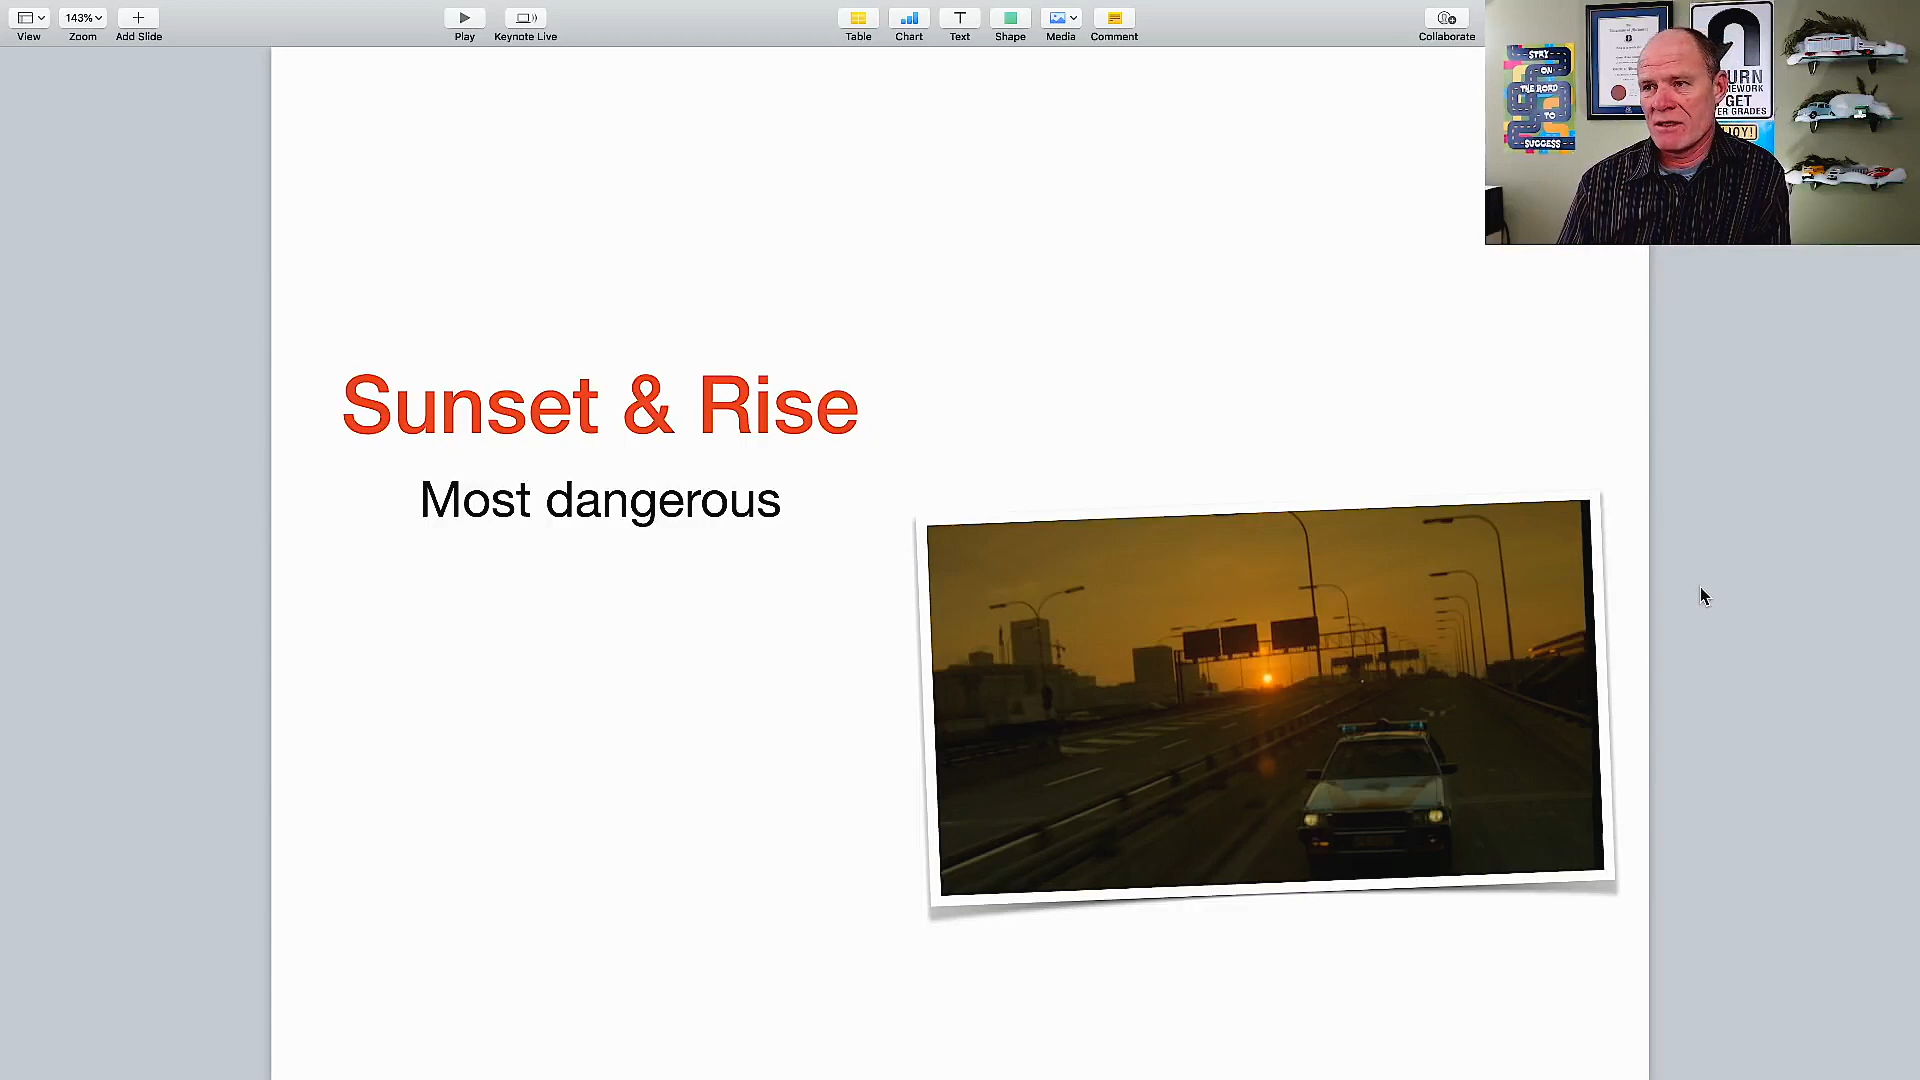 143%
View
Zoom
Add Slide
Play
Keynote Live
Table
Chart
Text
Shape
Media
Comment
Collaborate
STAY
ON
THE ROAD
TO
SUCCESS
URN
GET
ER GRADES
JOY!
Sunset & Rise
Most dangerous